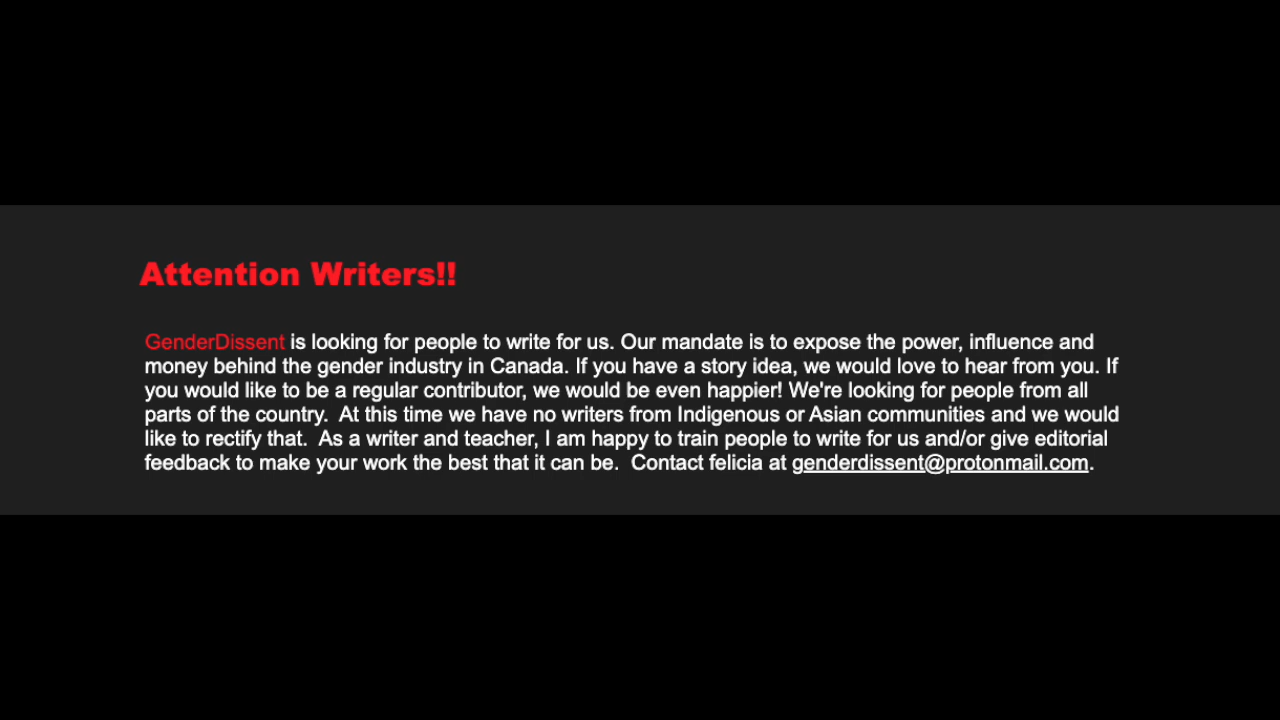 Attention Writers!!
GenderDissent is looking for people to write for us. Our mandate is to expose the power, influence and
money behind the gender industry in Canada. If you have a story idea, we would love to hear from you. If
you would like to be a regular contributor, we would be even happier! We're looking for people from all
parts of the country.  At this time we have no writers from Indigenous or Asian communities and we would
like to rectify that.  As a writer and teacher, I am happy to train people to write for us and/or give editorial
feedback to make your work the best that it can be.  Contact felicia at genderdissent@protonmail.com.